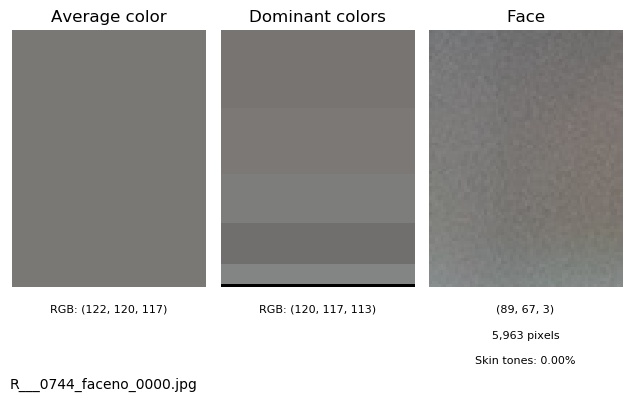 Average color
Dominant colors
Face
RGB: (122, 120, 117)
RGB: (120, 117, 113)
(89, 67, 3)
5,963 pixels
Skin tones: 0.00%
R___0744_faceno_0000.jpg